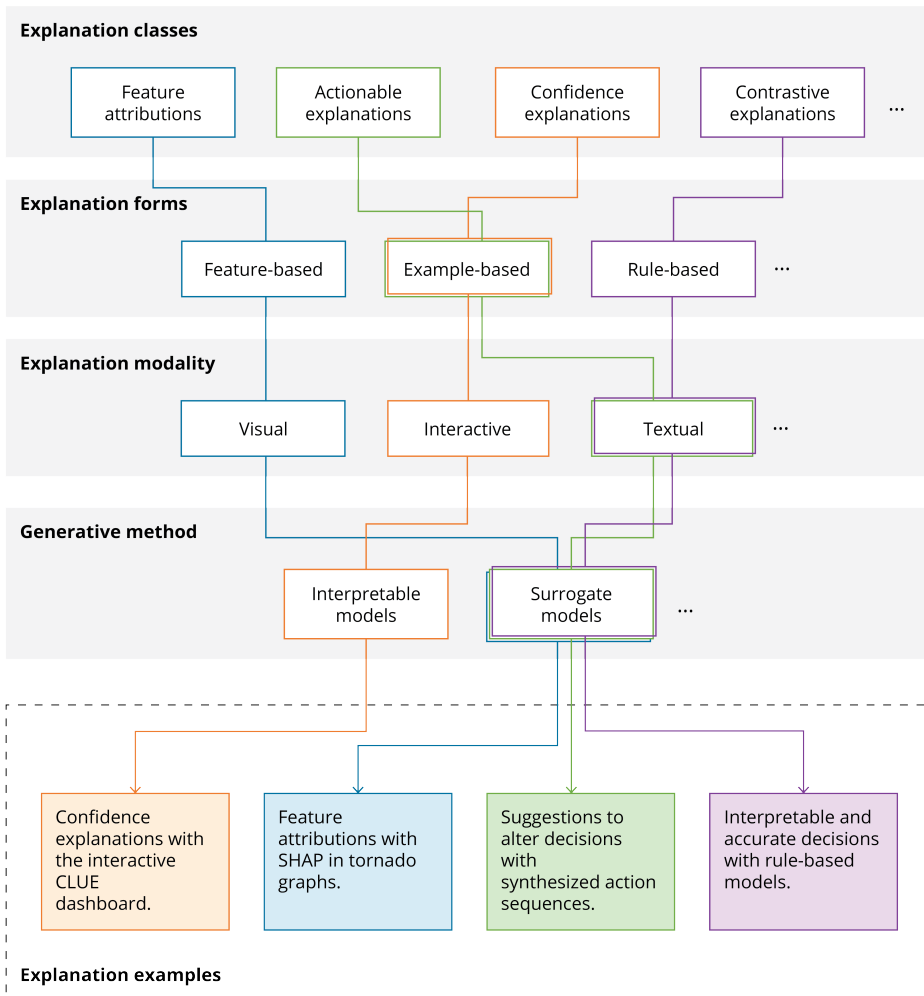 Explanation classes
Feature
attributions
Actionable
explanations
Confidence
explanations
Contrastive
explanations
...
Explanation forms
Feature-based
Example-based
Rule-based
...
Explanation modality
Visual
Interactive
Textual
...
Generative method
Interpretable
models
Surrogate
models
...
Confidence
explanations with
the interactive
CLUE
dashboard.
Feature
attributions with
SHAP in tornado
graphs.
Suggestions to
alter decisions
with
synthesized action
sequences.
Interpretable and
accurate decisions
with rule-based
models.
Explanation examples